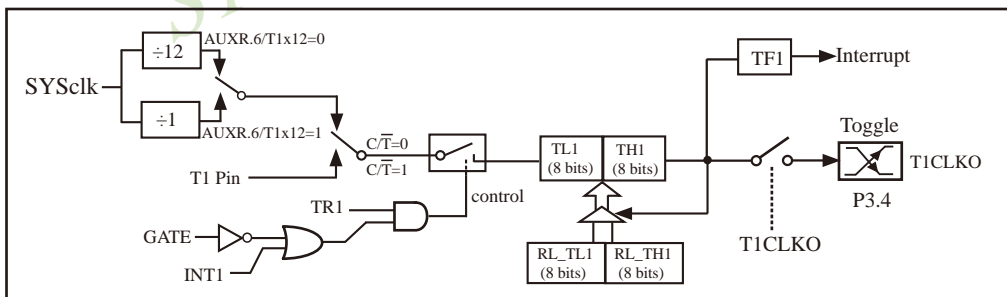 ST
÷12
AUXR.6/T1x12=0
SYSclk
÷1
AUXR.6/T1x12=1
T1 Pin
C/T̅=0
C/T̅=1
control
TR1
GATE
INT1
TL1
(8 bits)
TH1
(8 bits)
RL_TL1
(8 bits)
RL_TH1
(8 bits)
TF1
Interrupt
Toggle
T1CLKO
P3.4
T1CLKO